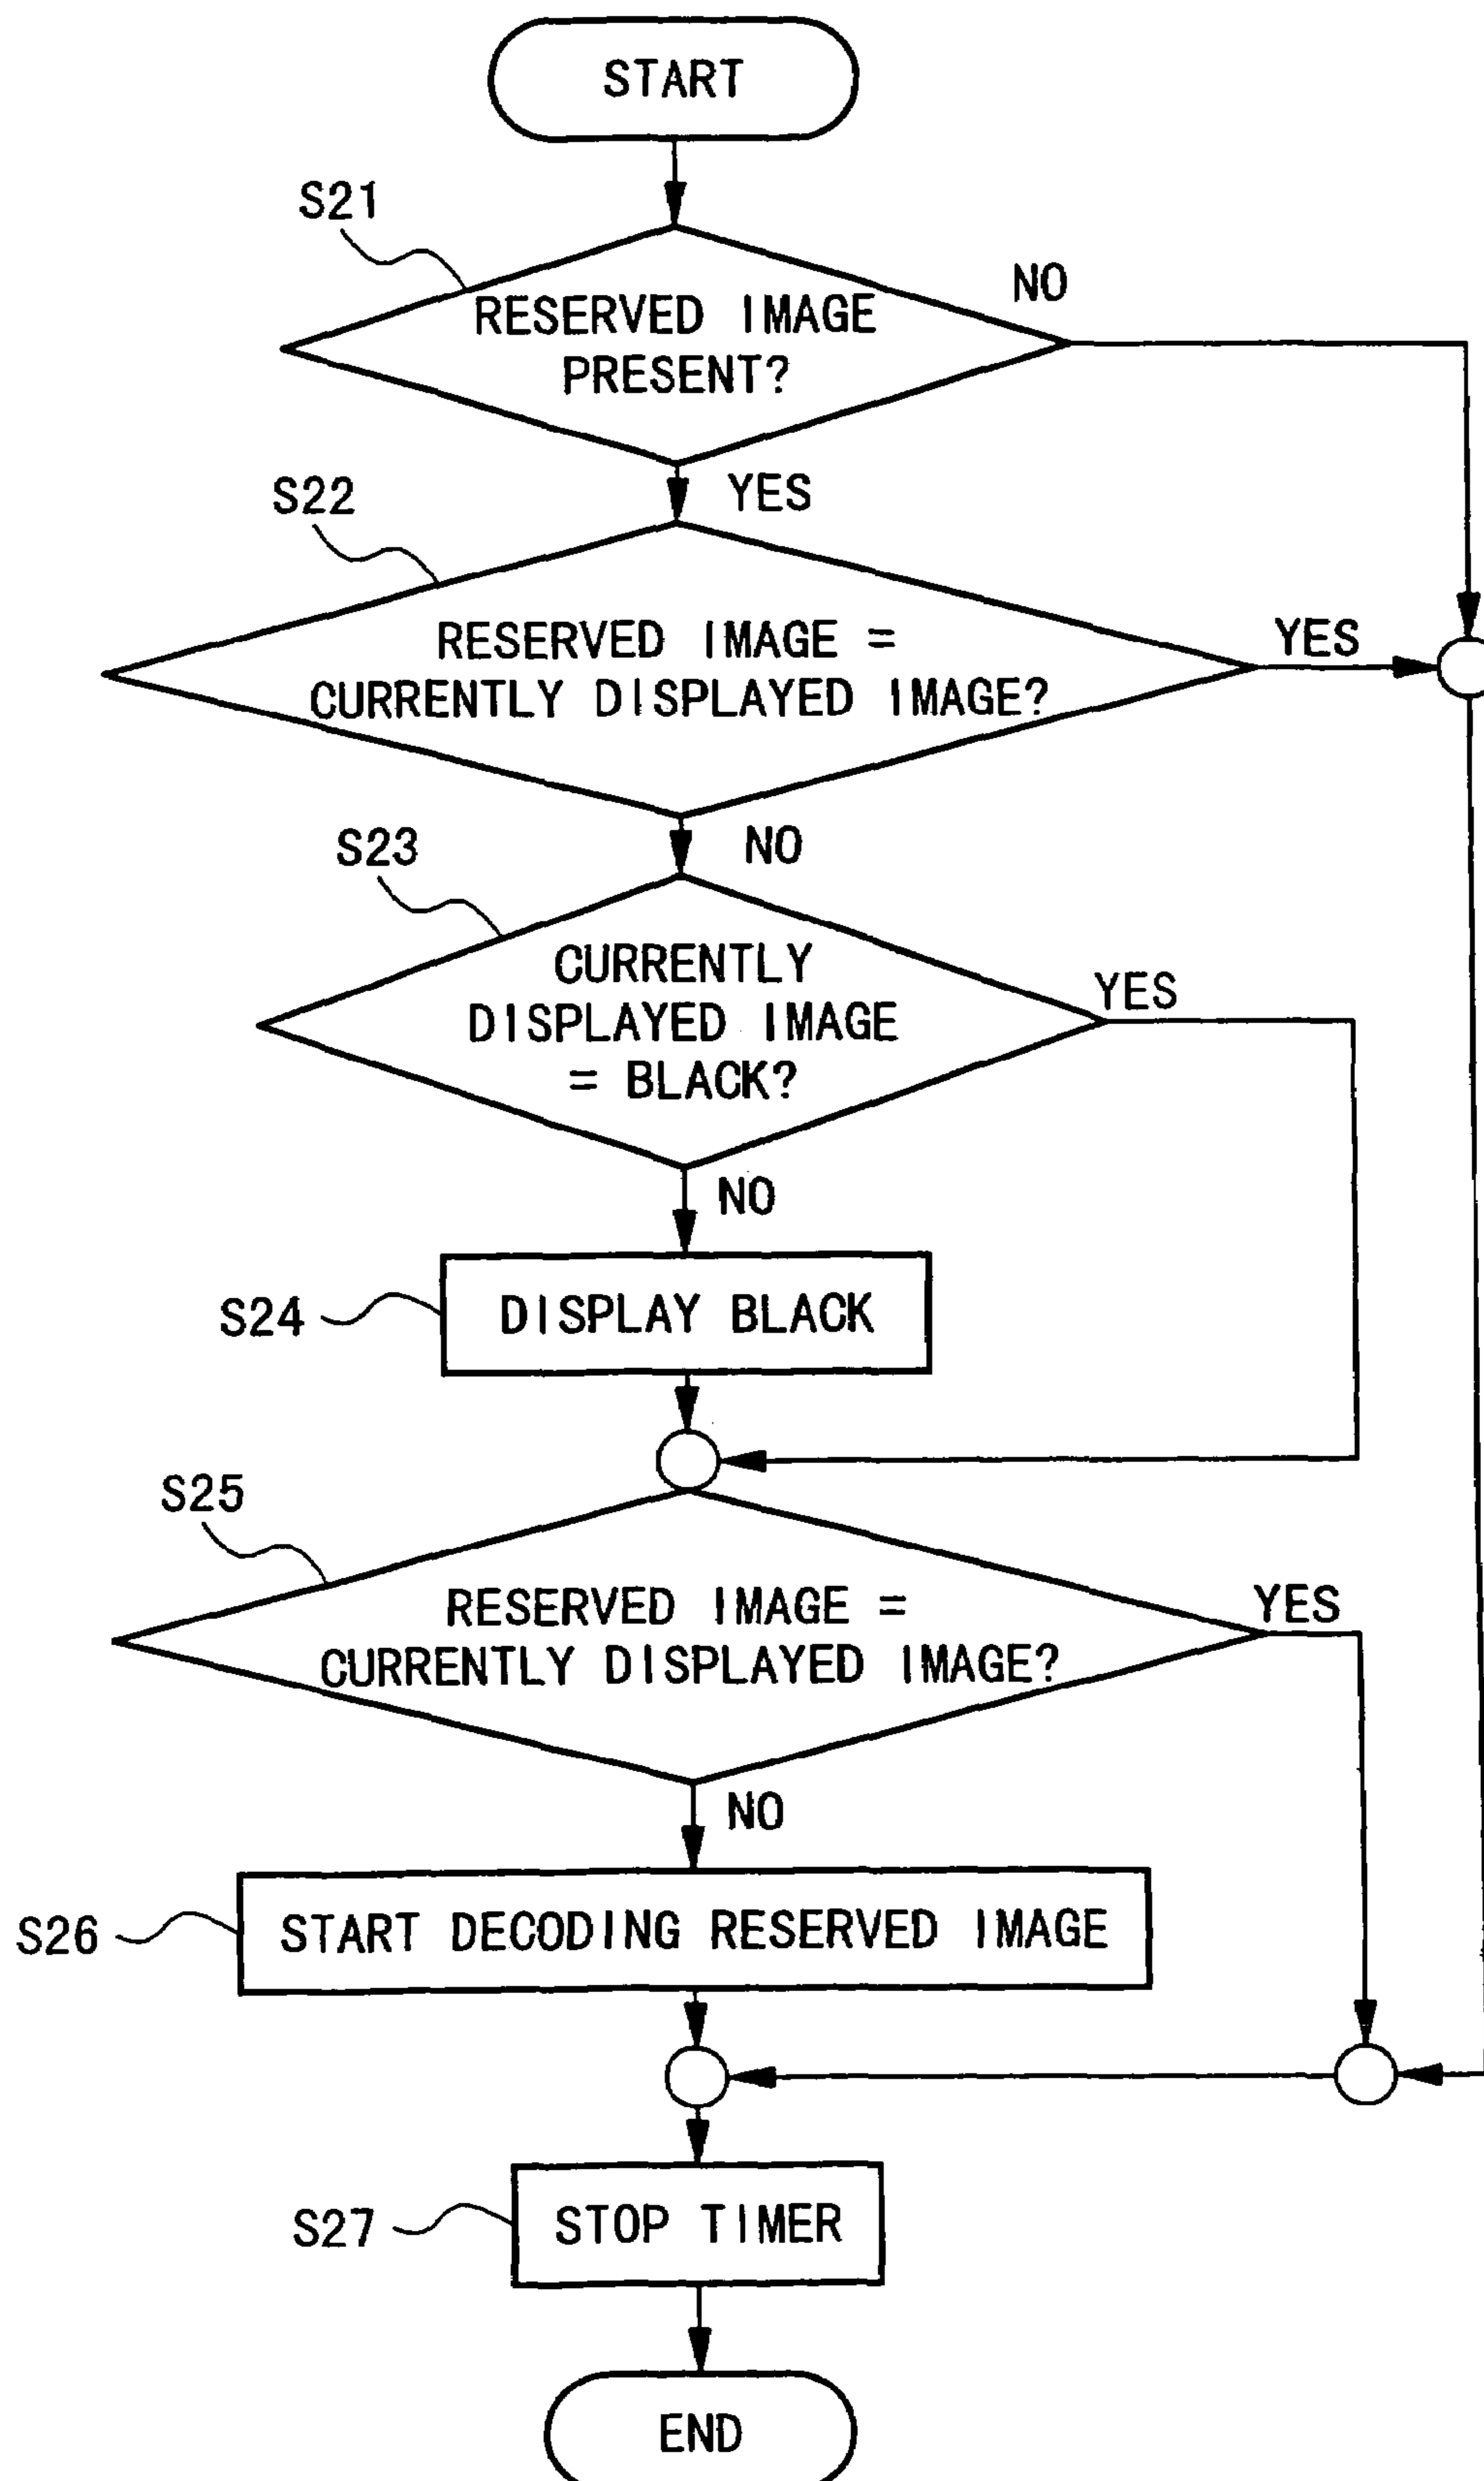 START
S21
NO
RESERVED IMAGE
PRESENT?
YES
S22
RESERVED IMAGE =
CURRENTLY DISPLAYED IMAGE?
YES
NO
S23
CURRENTLY
DISPLAYED IMAGE
= BLACK?
YES
NO
S24
DISPLAY BLACK
S25
RESERVED IMAGE =
CURRENTLY DISPLAYED IMAGE?
YES
NO
S26
START DECODING RESERVED IMAGE
S27
STOP TIMER
END